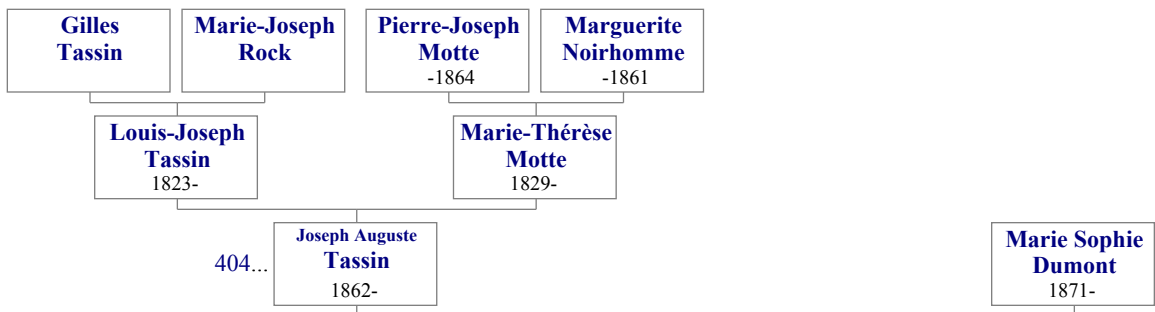 Gilles
Tassin
Marie-Joseph
Rock
Pierre-Joseph
Motte
-1864
Marguerite
Noirhomme
-1861
Louis-Joseph
Tassin
1823-
Marie-Thérèse
Motte
1829-
404...
Joseph Auguste
Tassin
1862-
Marie Sophie
Dumont
1871-